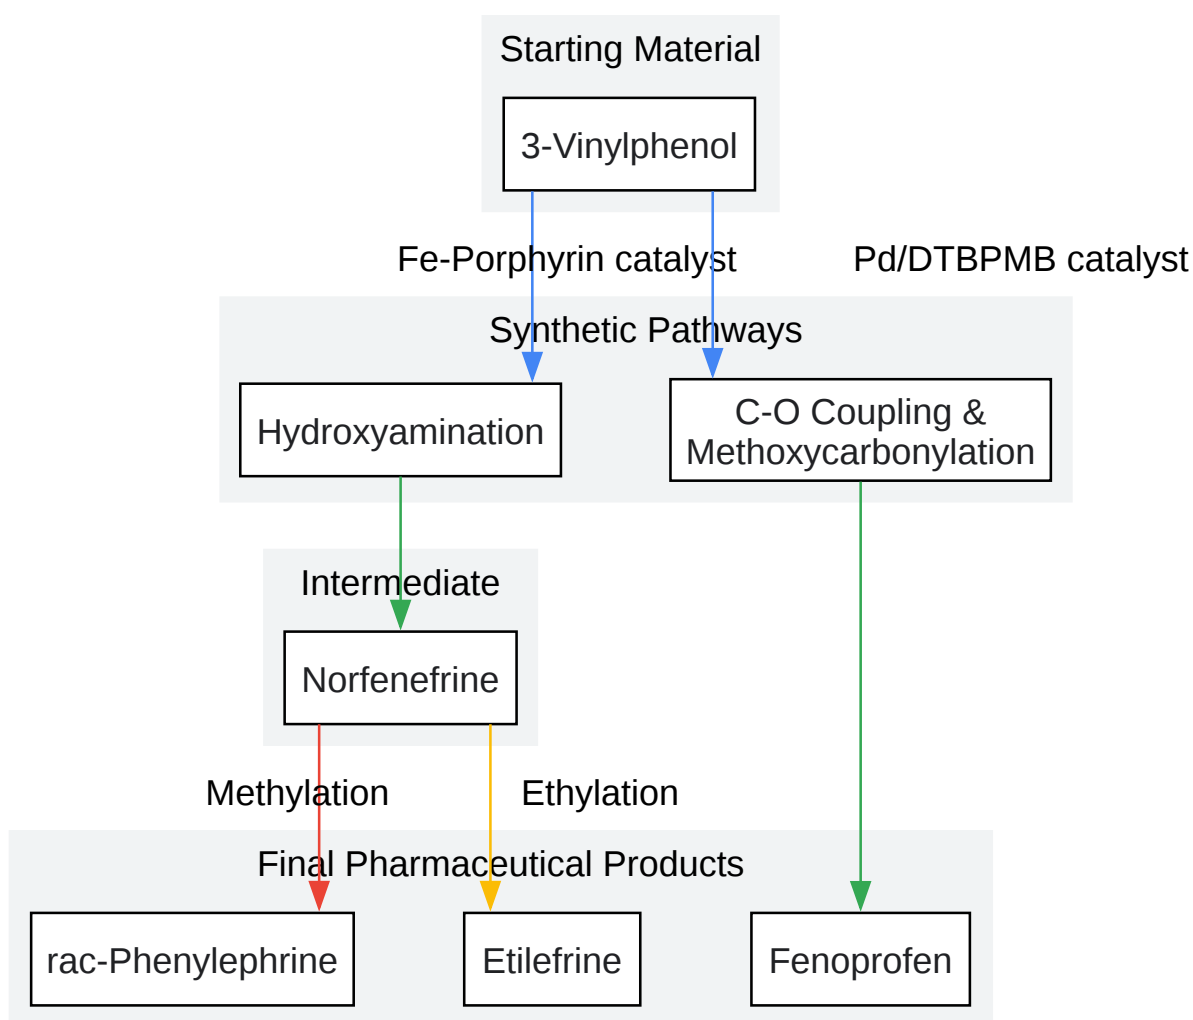 Starting Material
3-Vinylphenol
Fe-Porphyrin catalyst
Pd/DTBPMB catalyst
Synthetic Pathways
Hydroxyamination
C-O Coupling &
Methoxycarbonylation
Intermediate
Norfenefrine
Methylation
Ethylation
Final Pharmaceutical Products
rac-Phenylephrine
Etilefrine
Fenoprofen